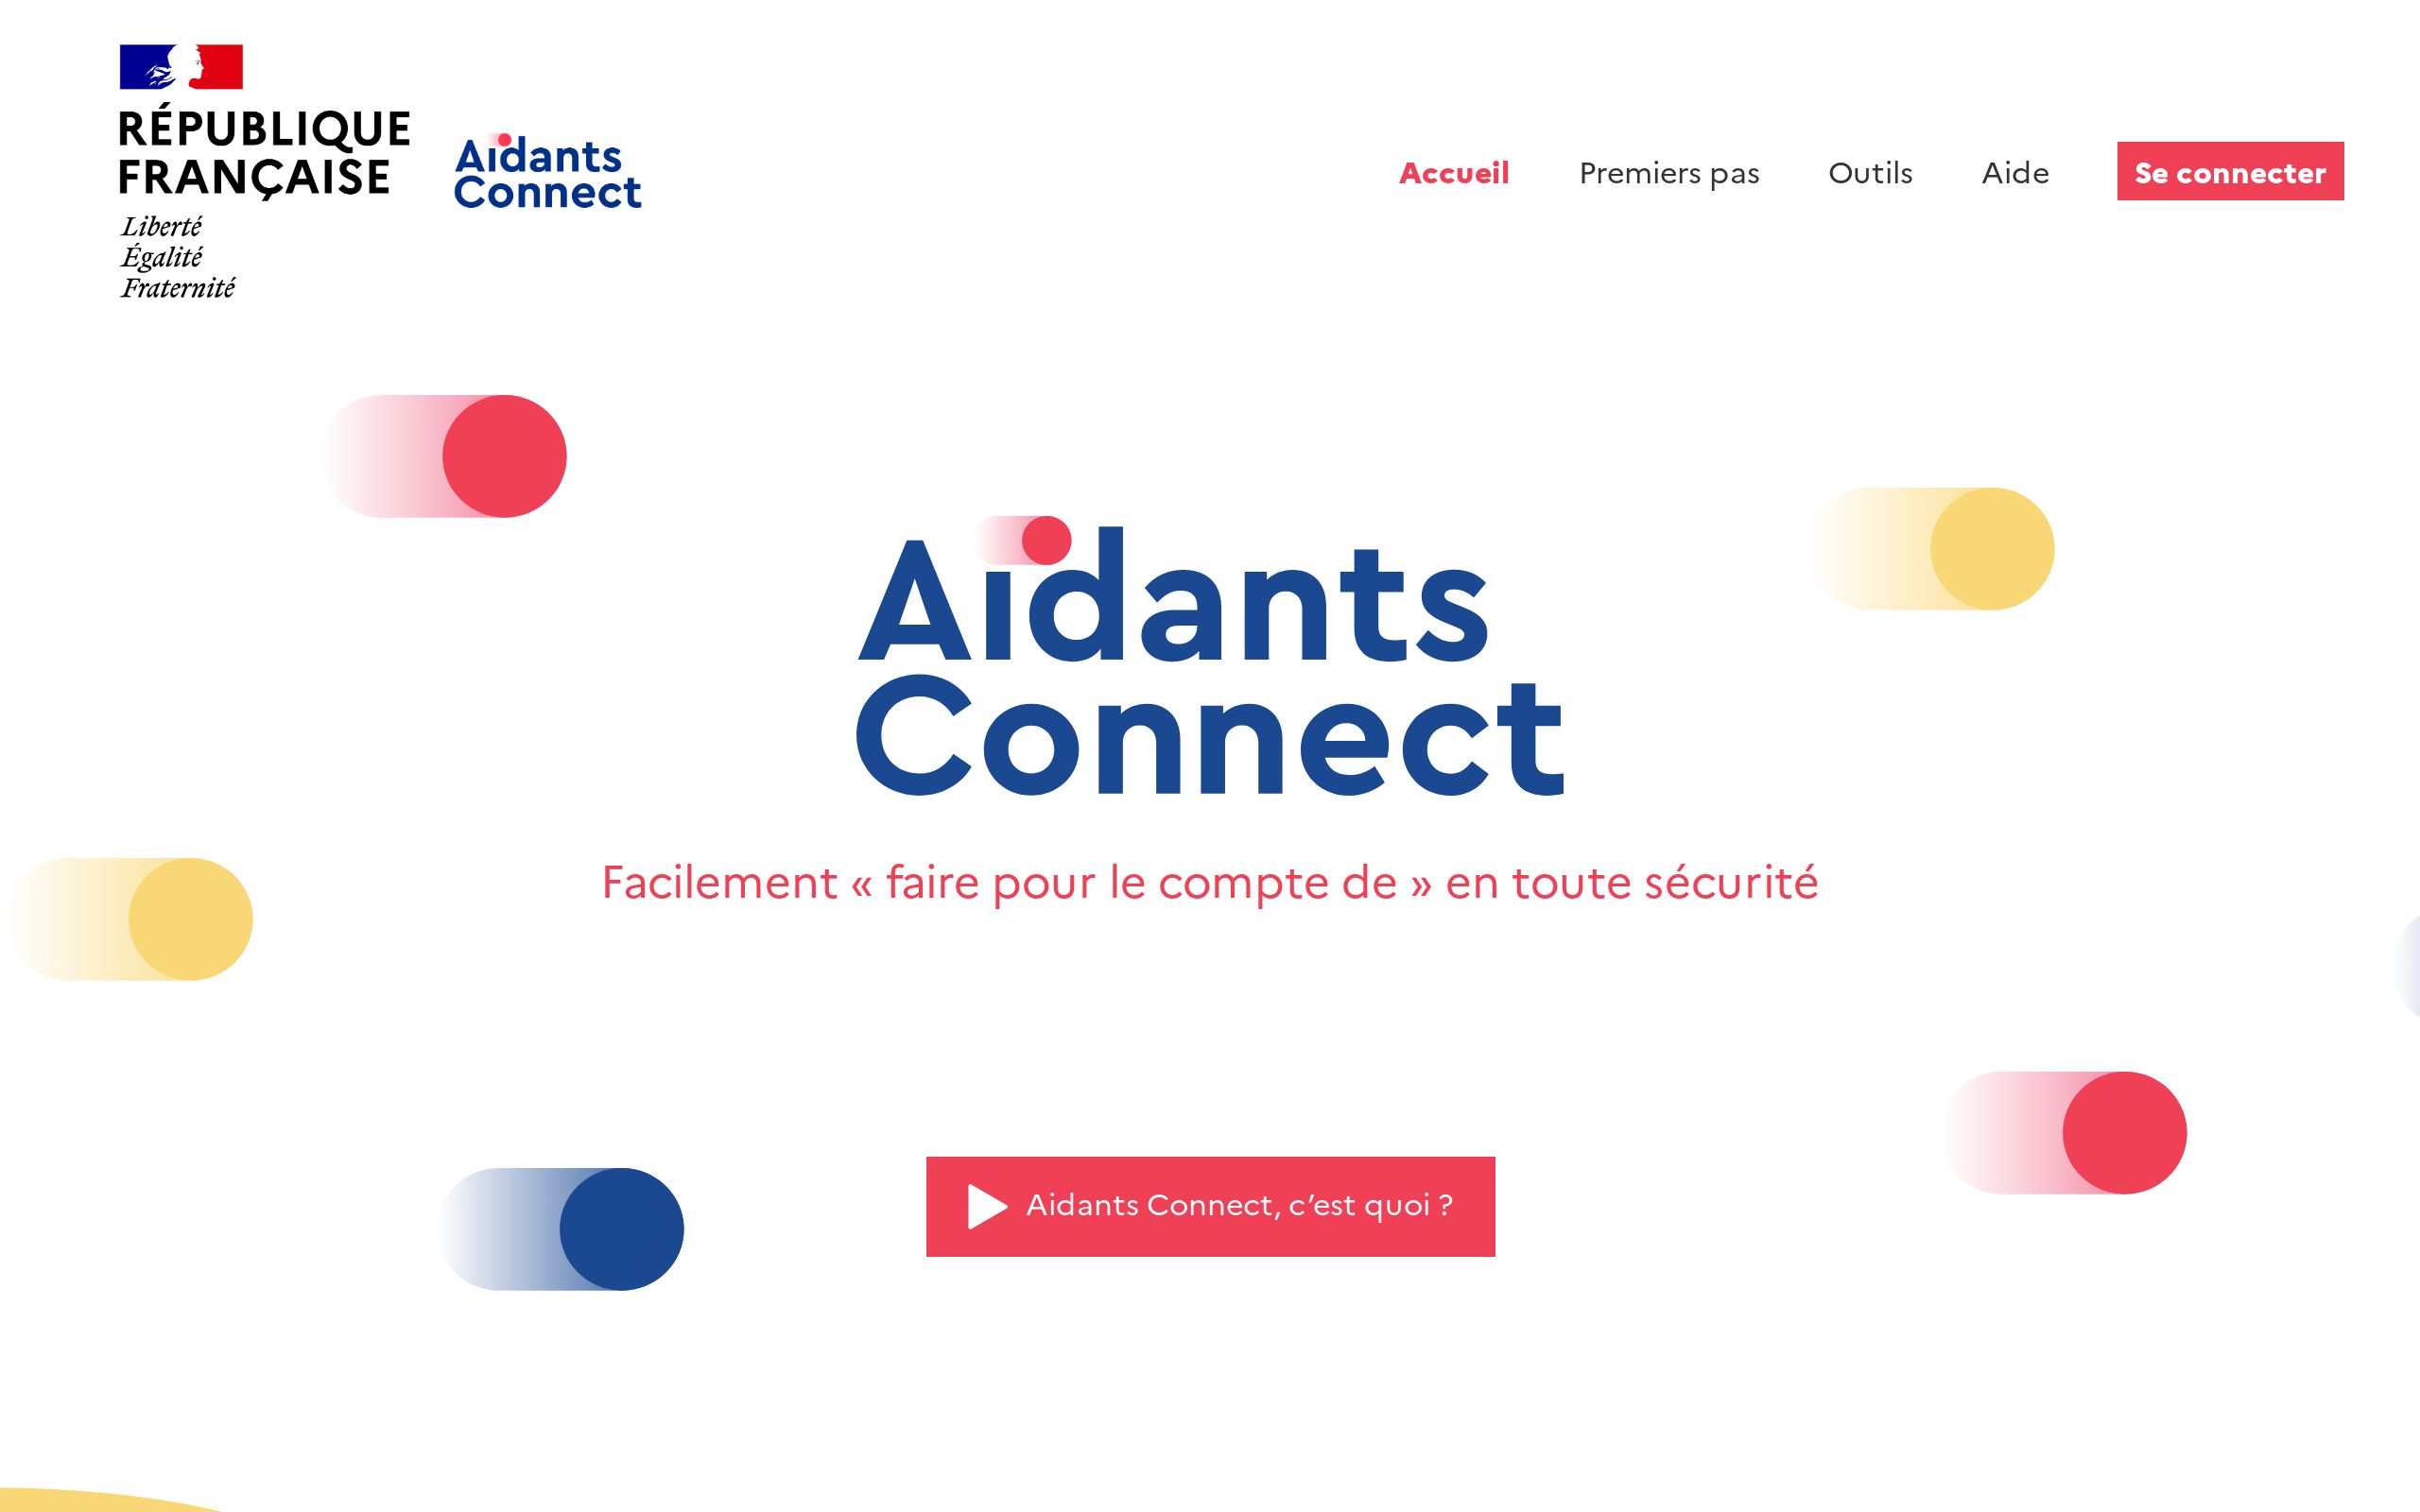 RÉPUBLIQUE
FRANÇAISE
Liberté
Égalité
Fraternité
Aidants
Connect
Accueil
Premiers pas
Outils
Aide
Se connecter
Aidants
Connect
Facilement « faire pour le compte de » en toute sécurité
Aidants Connect, c’est quoi ?